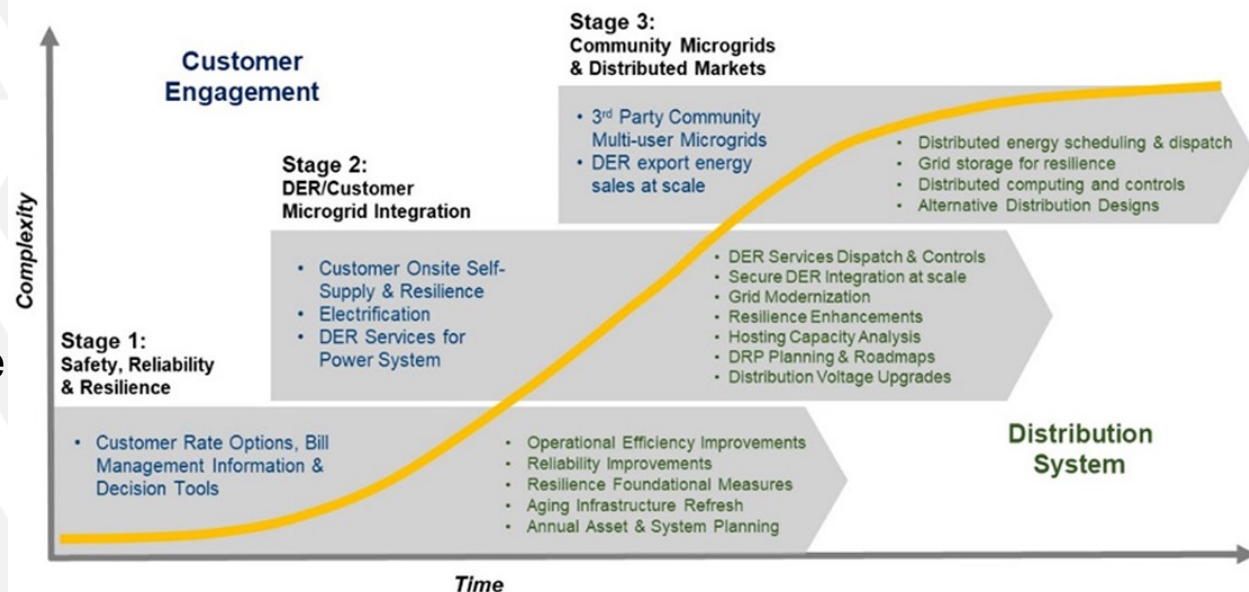 Stage 3:
Community Microgrids
& Distributed Markets
Customer
Engagement
• 3rd Party Community
Multi-user Microgrids
• DER export energy
sales at scale
• Distributed energy scheduling & dispatch
• Grid storage for resilience
• Distributed computing and controls
• Alternative Distribution Designs
Stage 2:
DER/Customer
Microgrid Integration
• Customer Onsite Self-
Supply & Resilience
• Electrification
• DER Services for
Power System
• DER Services Dispatch & Controls
• Secure DER Integration at scale
• Grid Modernization
• Resilience Enhancements
• Hosting Capacity Analysis
• DRP Planning & Roadmaps
• Distribution Voltage Upgrades
Complexity
Stage 1:
Safety, Reliability
& Resilience
e
• Customer Rate Options, Bill
Management Information &
Decision Tools
• Operational Efficiency Improvements
• Reliability Improvements
• Resilience Foundational Measures
• Aging Infrastructure Refresh
• Annual Asset & System Planning
Distribution
System
Time